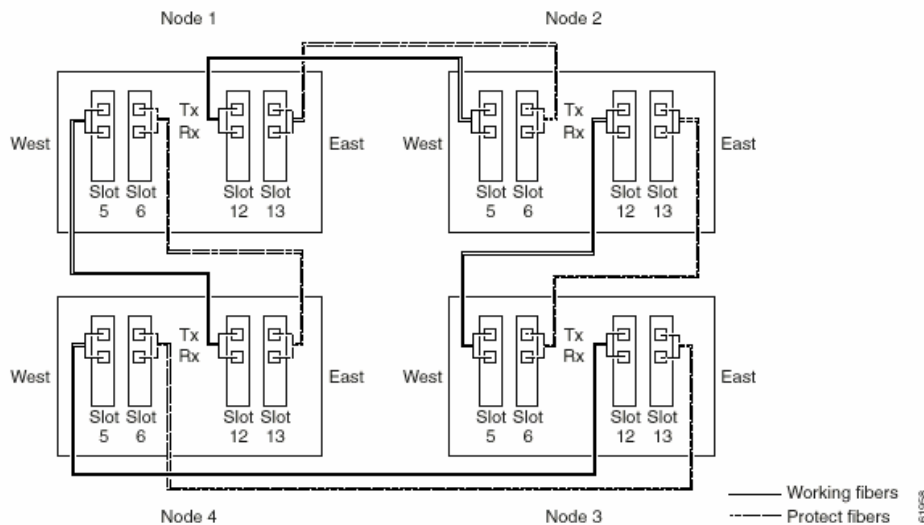 Node 1
Node 2
Tx
Rx
West
East
Slot 5
Slot 6
Slot 12
Slot 13
Tx
Rx
West
East
Slot 5
Slot 6
Slot 12
Slot 13
Tx
Rx
West
East
Slot 5
Slot 6
Slot 12
Slot 13
Tx
Rx
West
East
Slot 5
Slot 6
Slot 12
Slot 13
Node 4
Node 3
Working fibers
Protect fibers